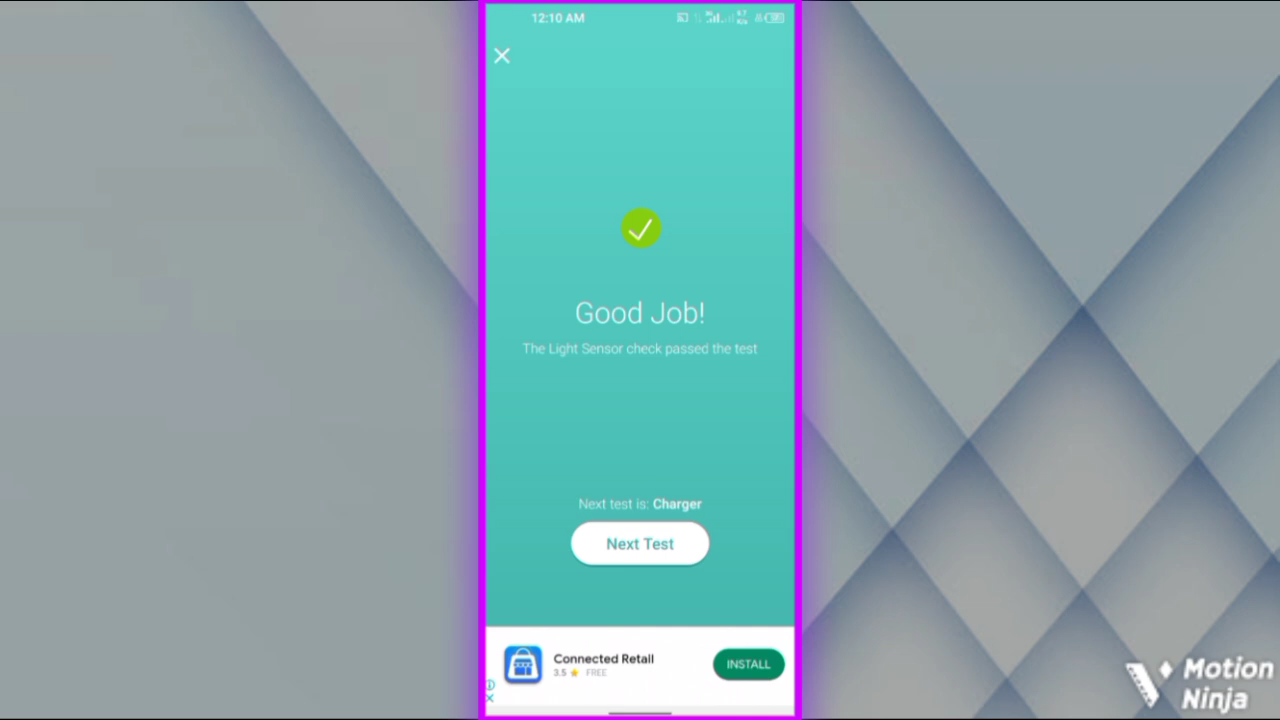 12:10 AM
Good Job!
The Light Sensor check passed the test
Next test is: Charger
Next Test
Connected Retail
3.5 ★ FREE
INSTALL
Motion
Ninja